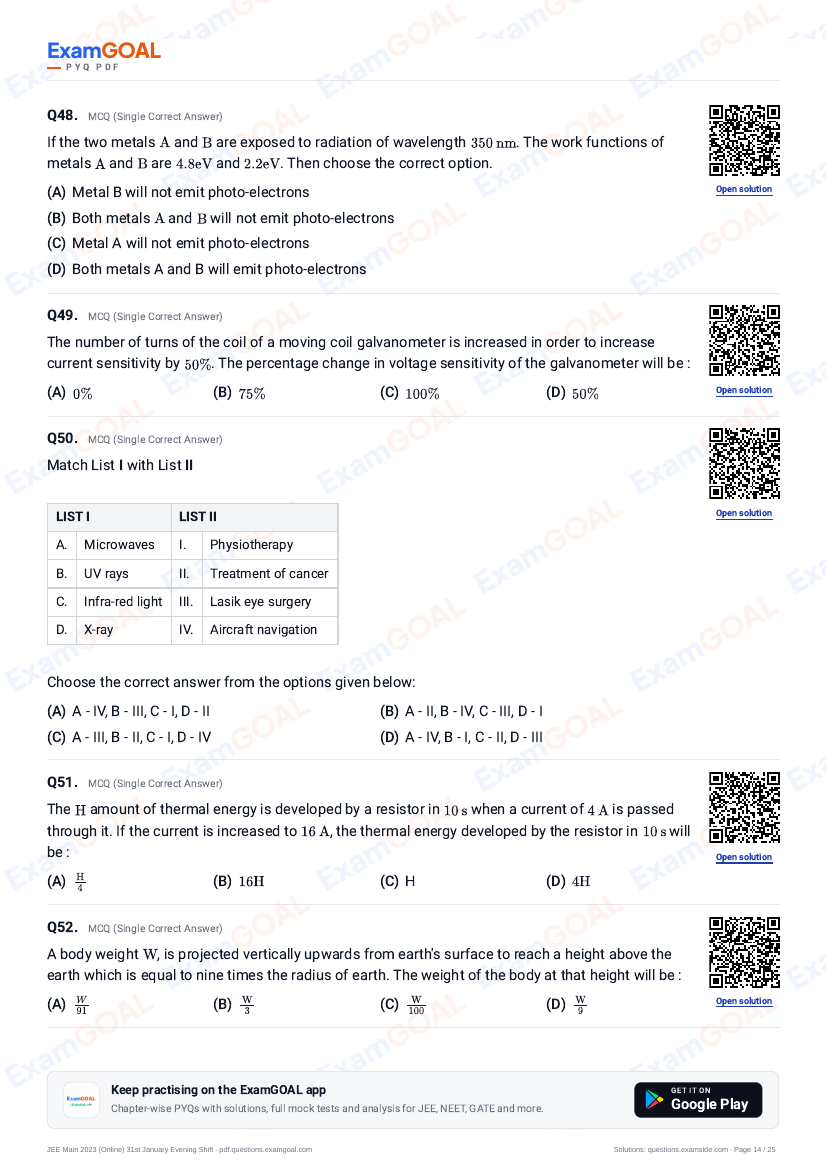 ExamGOAL
PYQ PDF
Q48. MCQ (Single Correct Answer)
If the two metals A and B are exposed to radiation of wavelength 350 nm. The work functions of
metals A and B are 4.8eV and 2.2eV. Then choose the correct option.
(A) Metal B will not emit photo-electrons
(B) Both metals A and B will not emit photo-electrons
(C) Metal A will not emit photo-electrons
(D) Both metals A and B will emit photo-electrons
Open solution
Q49. MCQ (Single Correct Answer)
The number of turns of the coil of a moving coil galvanometer is increased in order to increase
current sensitivity by 50%. The percentage change in voltage sensitivity of the galvanometer will be :
(A) 0% (B) 75% (C) 100% (D) 50%
Open solution
Q50. MCQ (Single Correct Answer)
Match List I with List II
Open solution
LIST I LIST II
A. Microwaves I. Physiotherapy
B. UV rays II. Treatment of cancer
C. Infra-red light III. Lasik eye surgery
D. X-ray IV. Aircraft navigation
Choose the correct answer from the options given below:
(A) A - IV, B - III, C - I, D - II (B) A - II, B - IV, C - III, D - I
(C) A - III, B - II, C - I, D - IV (D) A - IV, B - I, C - II, D - III
Q51. MCQ (Single Correct Answer)
The H amount of thermal energy is developed by a resistor in 10 s when a current of 4 A is passed
through it. If the current is increased to 16 A, the thermal energy developed by the resistor in 10 s will
be :
(A) H/4 (B) 16H (C) H (D) 4H
Open solution
Q52. MCQ (Single Correct Answer)
A body weight W, is projected vertically upwards from earth's surface to reach a height above the
earth which is equal to nine times the radius of earth. The weight of the body at that height will be :
(A) W/91 (B) W/3 (C) W/100 (D) W/9
Open solution
ExamGOAL
Keep practising on the ExamGOAL app
Chapter-wise PYQs with solutions, full mock tests and analysis for JEE, NEET, GATE and more.
GET IT ON
Google Play
JEE Main 2023 (Online) 31st January Evening Shift · pdf.questions.examgoal.com
Solutions: questions.examside.com · Page 14 / 25